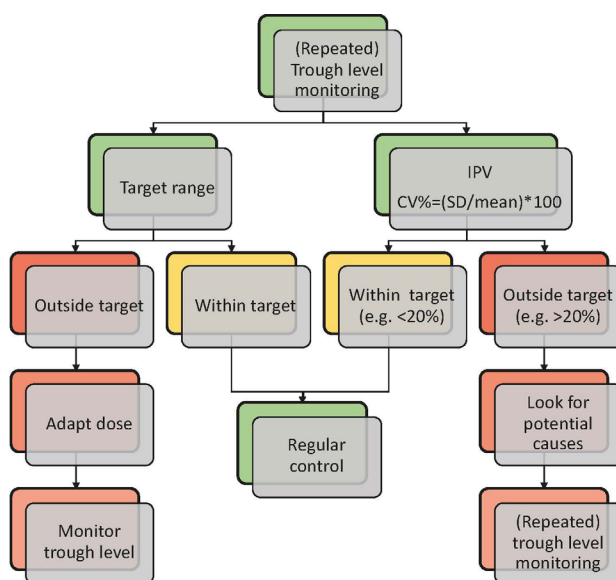 (Repeated)
Trough level
monitoring
Target range
IPV
CV%=(SD/mean)*100
Outside target
Within target
Within target
(e.g. <20%)
Outside target
(e.g. >20%)
Adapt dose
Regular
control
Look for
potential
causes
Monitor
trough level
(Repeated)
trough level
monitoring